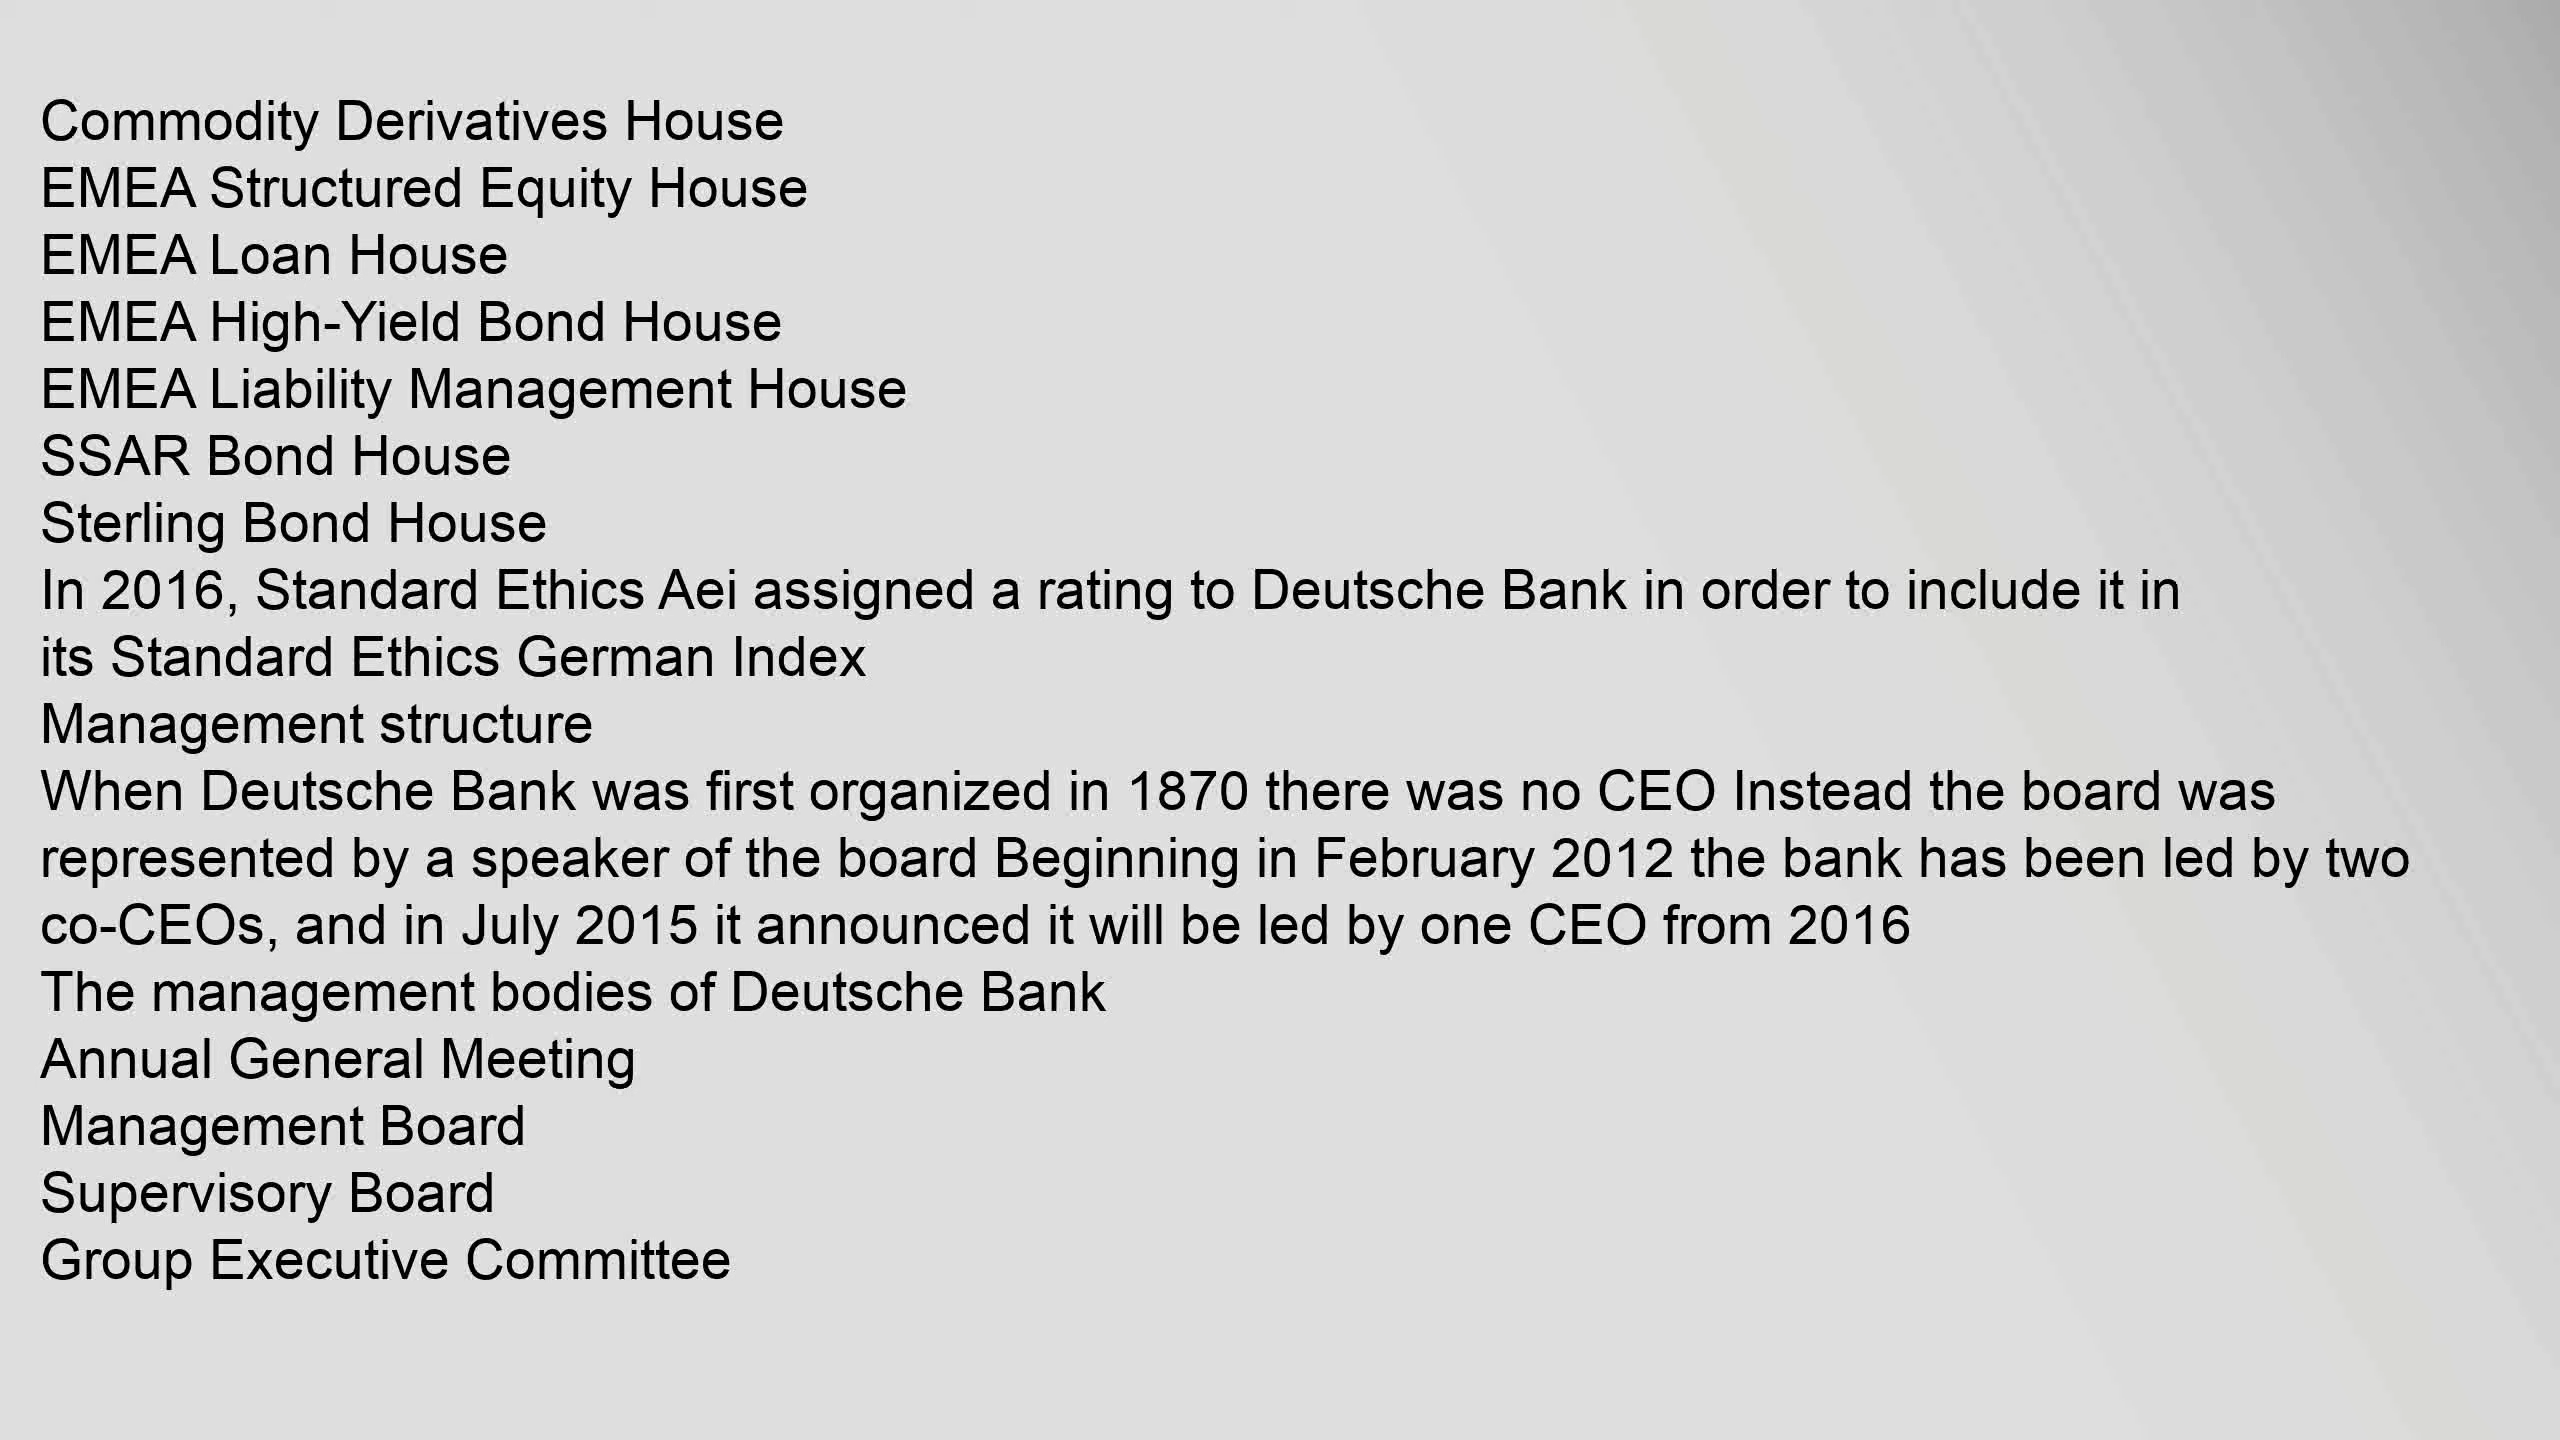 Commodity Derivatives House
EMEA Structured Equity House
EMEA Loan House
EMEA High-Yield Bond House
EMEA Liability Management House
SSAR Bond House
Sterling Bond House
In 2016, Standard Ethics Aei assigned a rating to Deutsche Bank in order to include it in
its Standard Ethics German Index
Management structure
When Deutsche Bank was first organized in 1870 there was no CEO Instead the board was
represented by a speaker of the board Beginning in February 2012 the bank has been led by two
co-CEOs, and in July 2015 it announced it will be led by one CEO from 2016
The management bodies of Deutsche Bank
Annual General Meeting
Management Board
Supervisory Board
Group Executive Committee